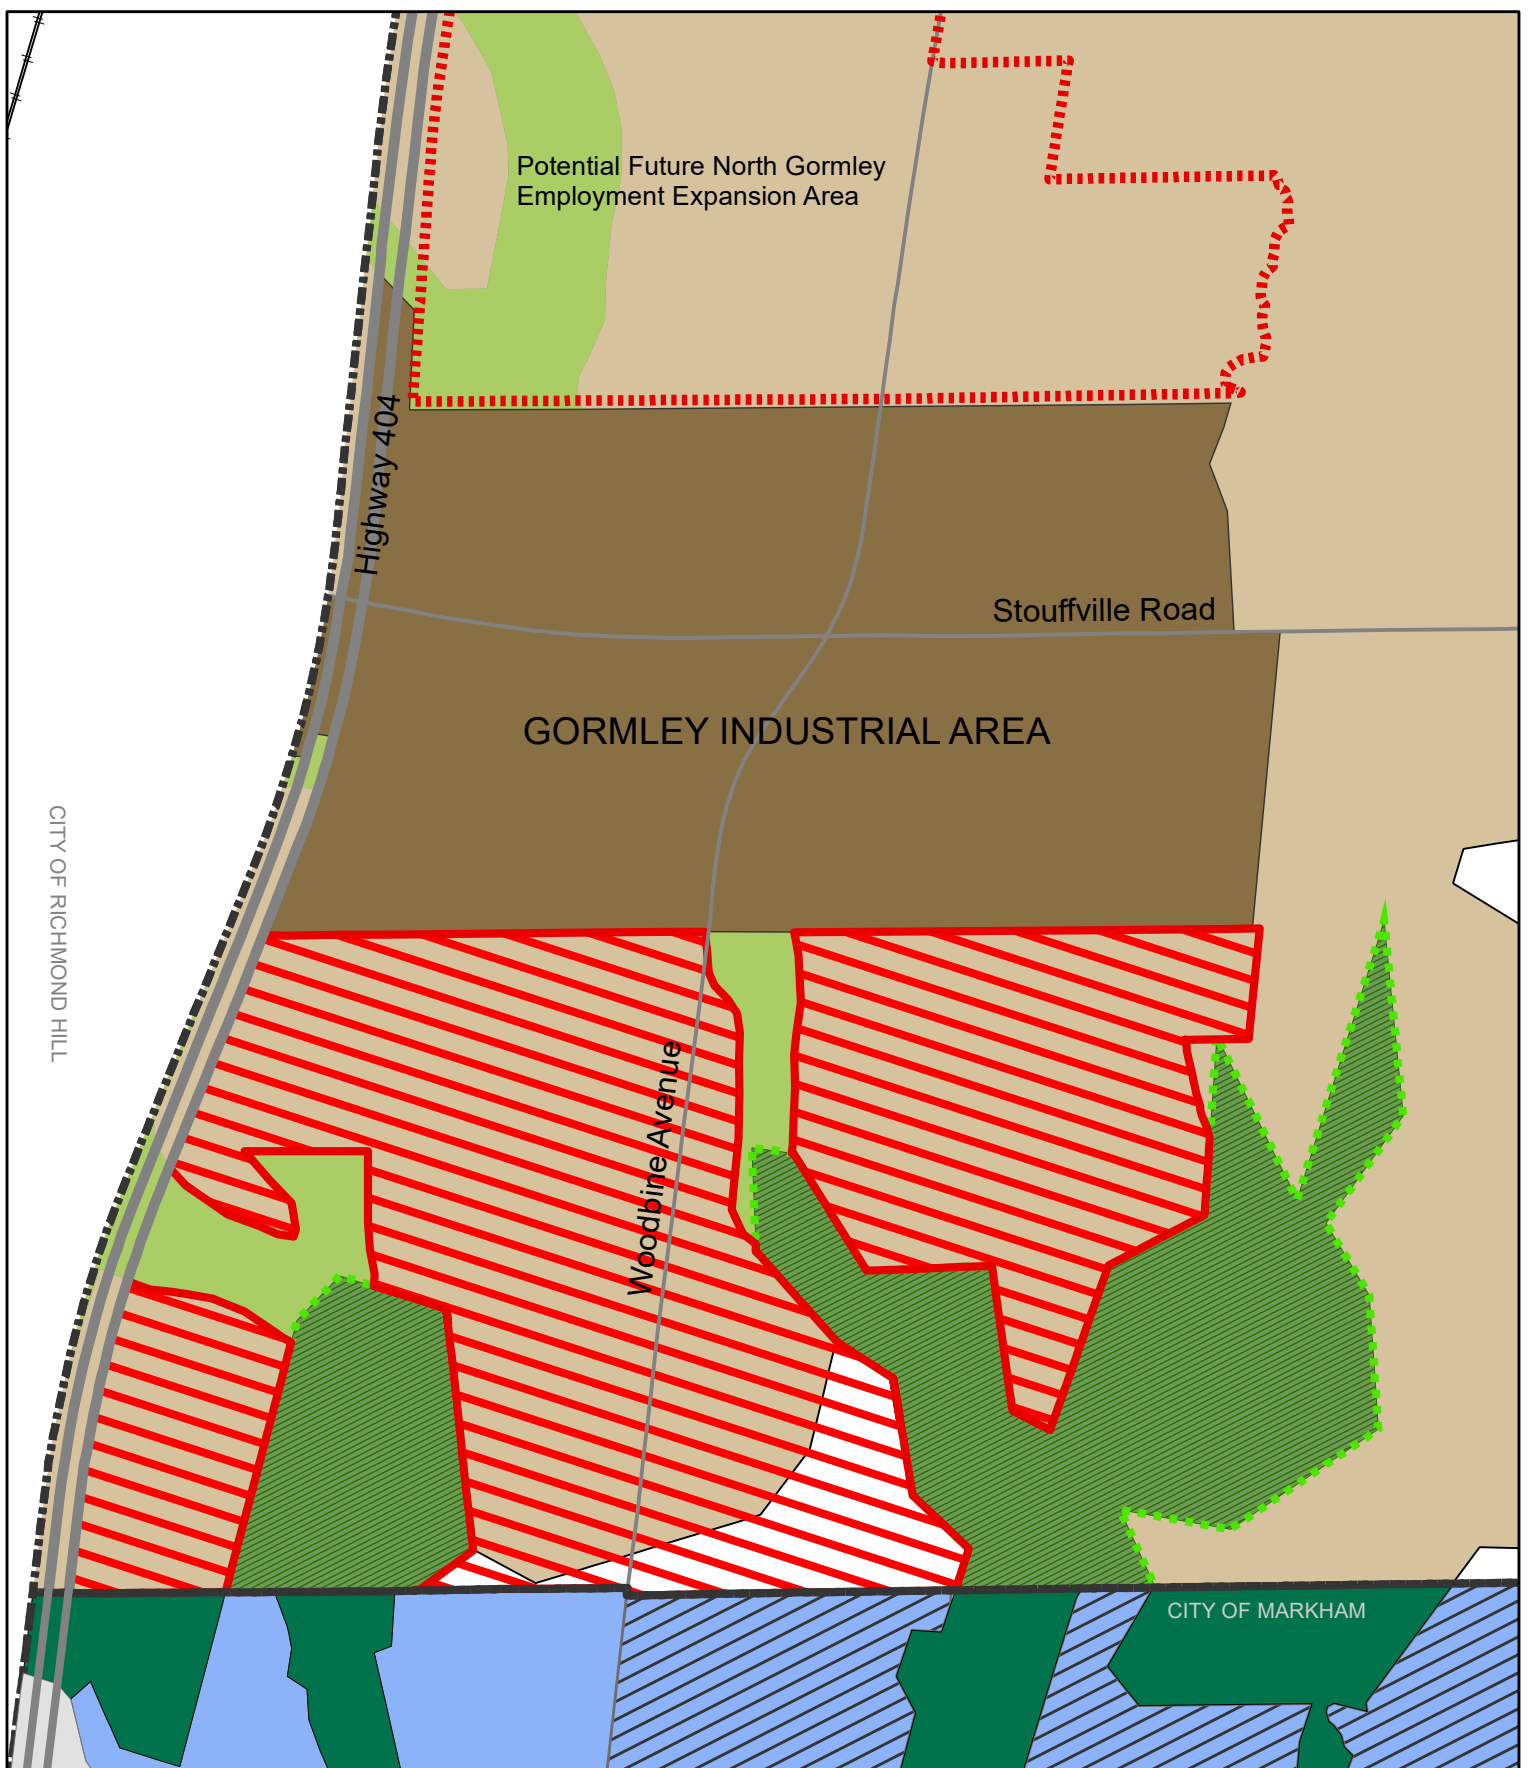 Potential Future North Gormley
Employment Expansion Area
Highway 404
Stouffville Road
GORMLEY INDUSTRIAL AREA
CITY OF RICHMOND HILL
Woodbine Avenue
CITY OF MARKHAM